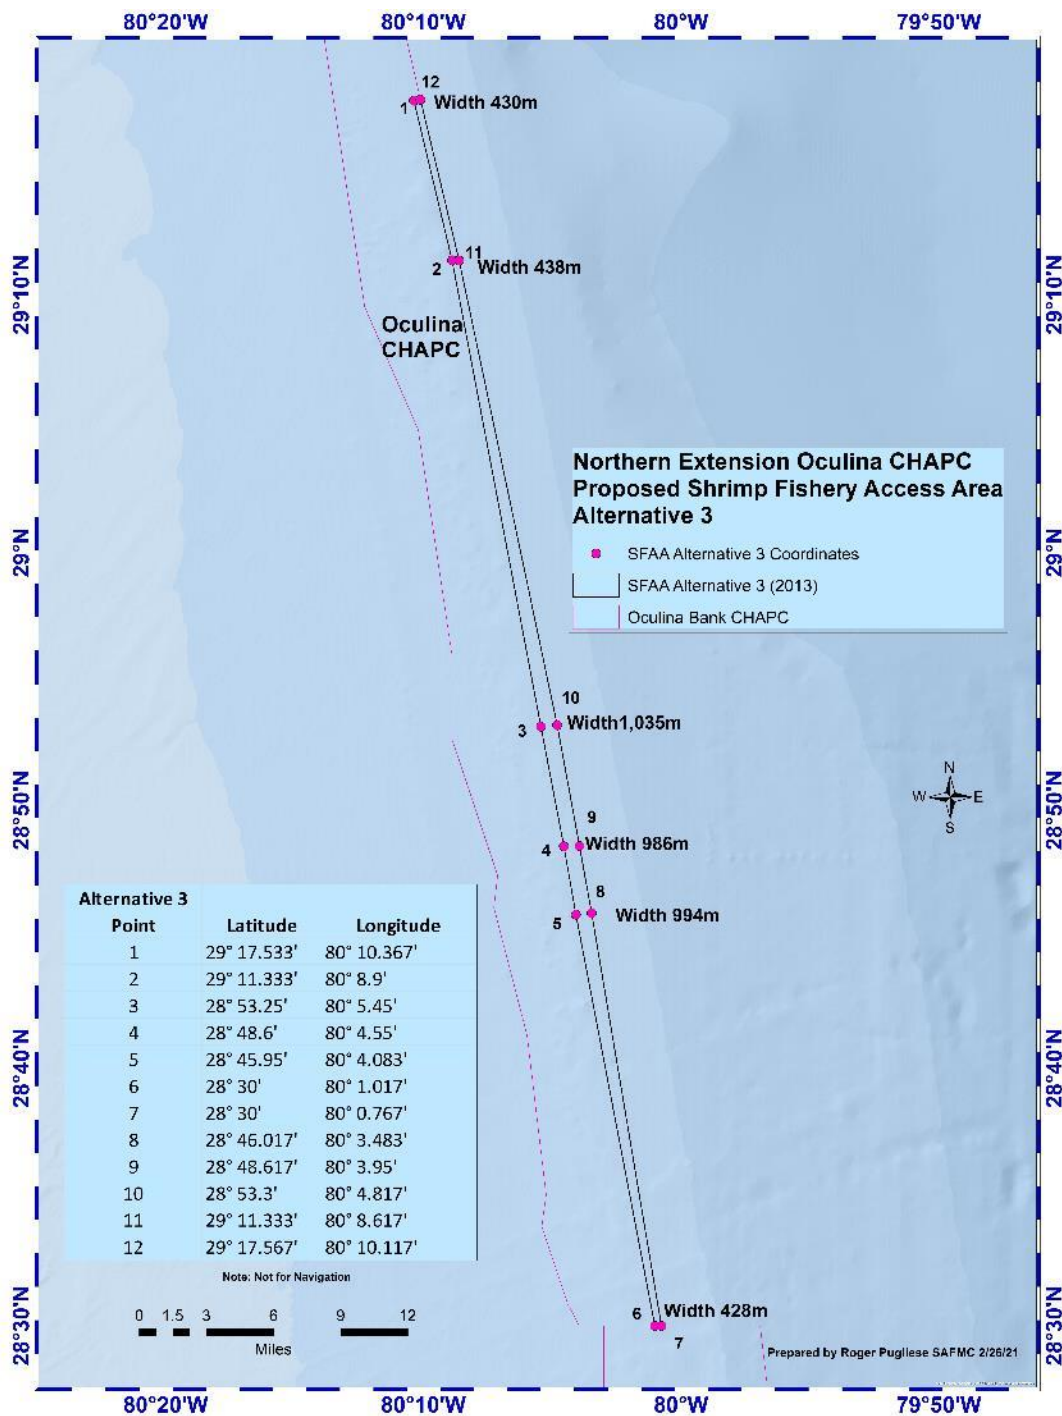 80°20'W 80°10'W 80°0'W 79°50'W
12
1 Width 430m
11
2 Width 438m
29°10'N 29°10'N
Oculina
CHAPC
Northern Extension Oculina CHAPC
Proposed Shrimp Fishery Access Area
Alternative 3
SFAA Alternative 3 Coordinates
SFAA Alternative 3 (2013)
Oculina Bank CHAPC
29°N 29°N
10
3 Width1,035m
N
W E
S
28°50'N 28°50'N
9
4 Width 986m
8
5 Width 994m
Alternative 3
Point Latitude Longitude
1 29° 17.533' 80° 10.367'
2 29° 11.333' 80° 8.9'
3 28° 53.25' 80° 5.45'
4 28° 48.6' 80° 4.55'
5 28° 45.95' 80° 4.083'
6 28° 30' 80° 1.017'
7 28° 30' 80° 0.767'
8 28° 46.017' 80° 3.483'
9 28° 48.617' 80° 3.95'
10 28° 53.3' 80° 4.817'
11 29° 11.333' 80° 8.617'
12 29° 17.567' 80° 10.117'
28°40'N 28°40'N
Note: Not for Navigation
0 1.5 3 6 9 12
Miles
28°30'N 28°30'N
6 Width 428m
7
Prepared by Roger Pugliese SAFMC 2/26/21
80°20'W 80°10'W 80°0'W 79°50'W